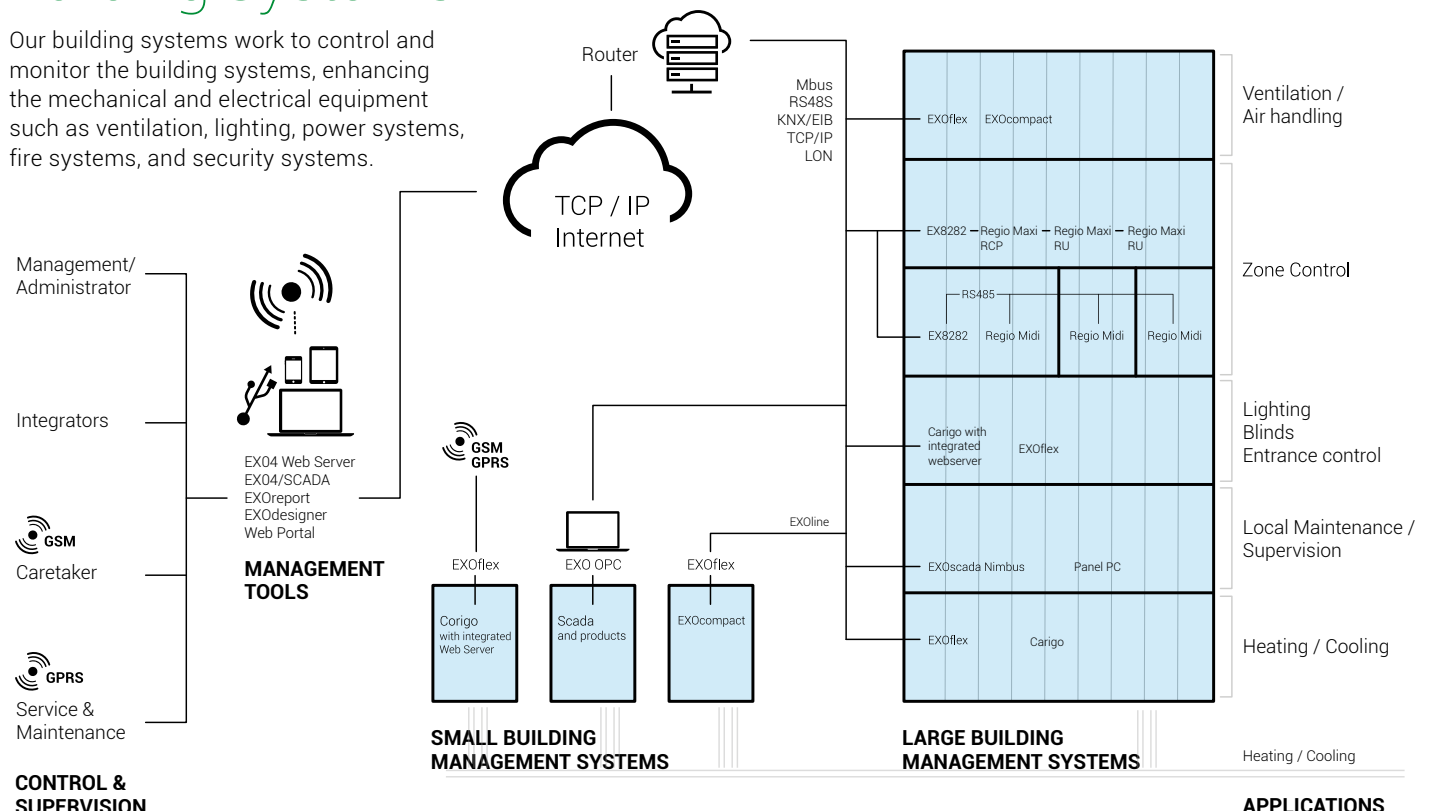 Our building systems work to control and
monitor the building systems, enhancing
the mechanical and electrical equipment
such as ventilation, lighting, power systems,
fire systems, and security systems.
Management/
Administrator
Integrators
GSM
Caretaker
GPRS
Service &
Maintenance
CONTROL &
SUPERVISION
EX04 Web Server
EX04/SCADA
EXOreport
EXOdesigner
Web Portal
MANAGEMENT
TOOLS
Router
TCP / IP
Internet
Mbus
RS48S
KNX/EIB
TCP/IP
LON
GSM
GPRS
EXOflex
Corigo
with integrated
Web Server
EXO OPC
Scada
and products
EXOline
EXOflex
EXOcompact
SMALL BUILDING
MANAGEMENT SYSTEMS
EXOflex EXOcompact
EX8282 Regio Maxi RCP Regio Maxi RU Regio Maxi RU
RS485
EX8282 Regio Midi Regio Midi Regio Midi
Carigo with
integrated
webserver
EXOflex
EXOscada Nimbus Panel PC
EXOflex Carigo
LARGE BUILDING
MANAGEMENT SYSTEMS
Ventilation /
Air handling
Zone Control
Lighting
Blinds
Entrance control
Local Maintenance /
Supervision
Heating / Cooling
Heating / Cooling
APPLICATIONS